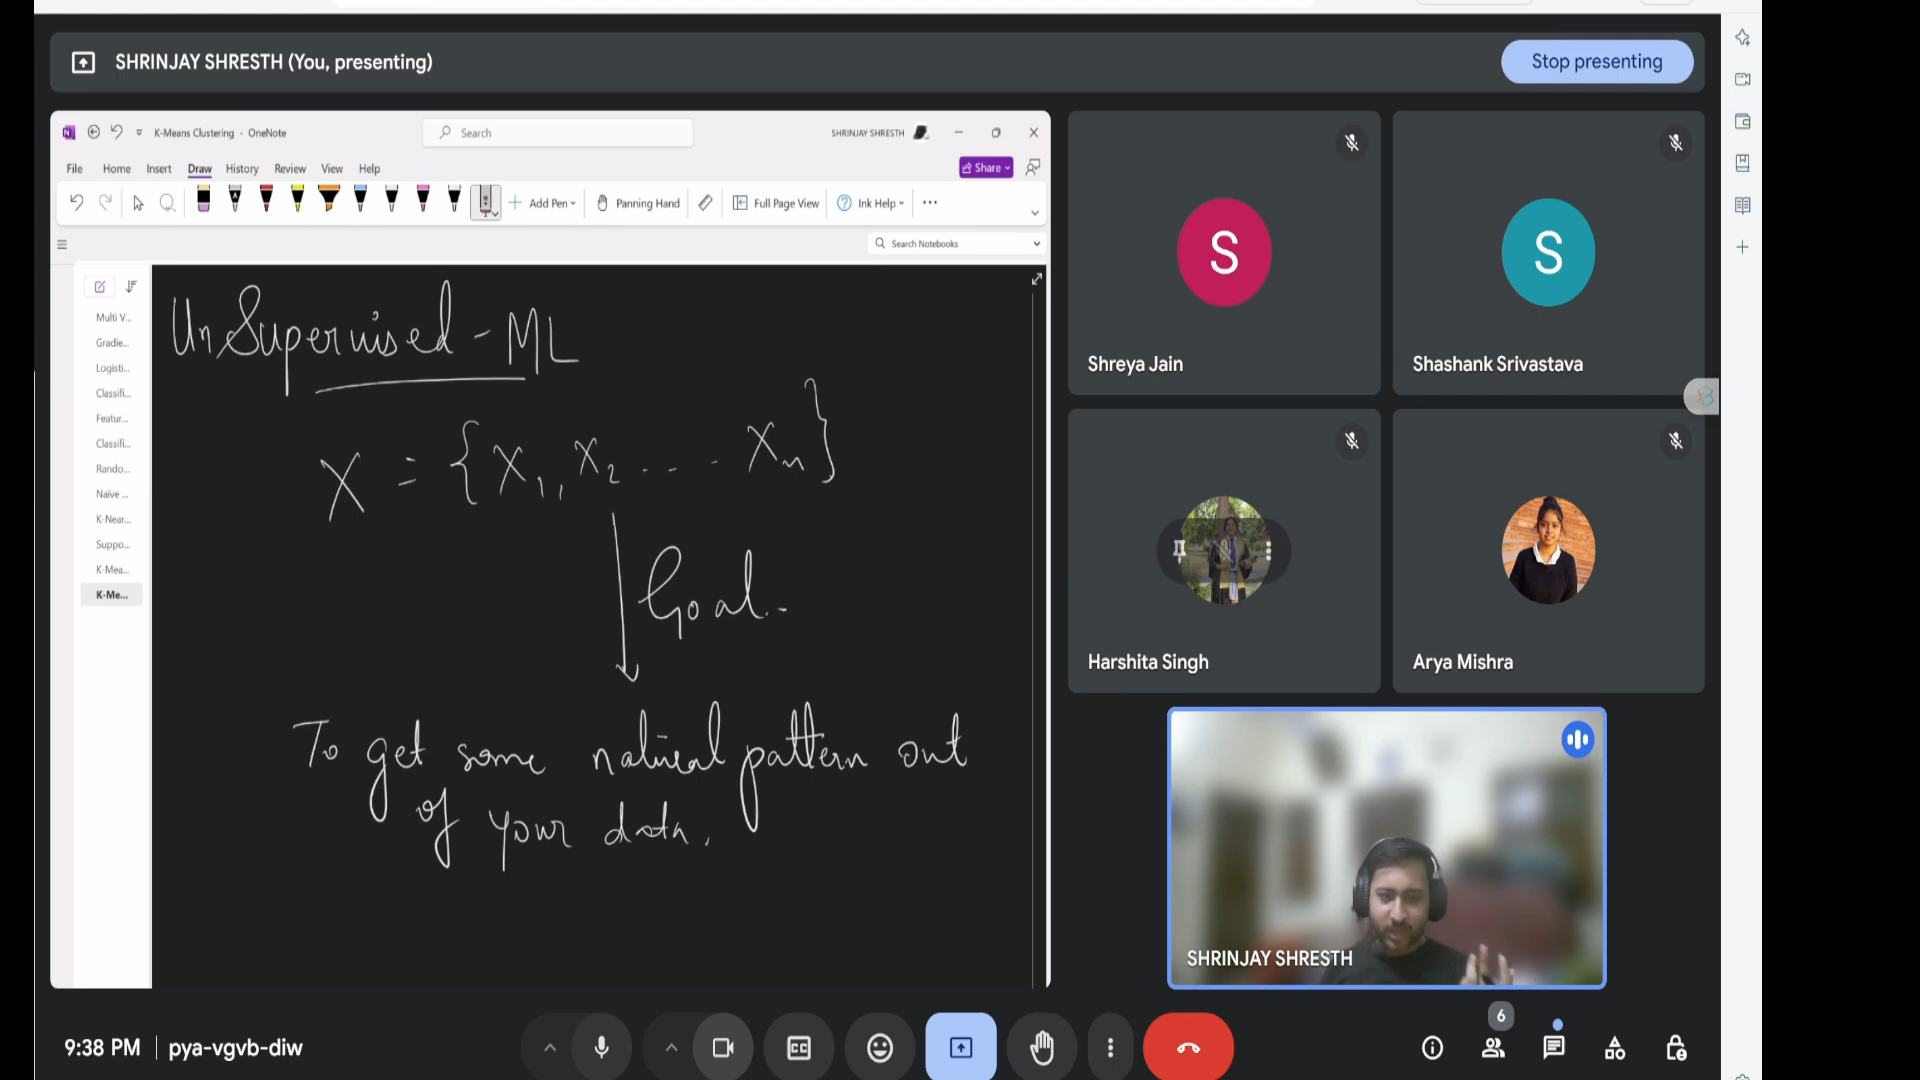 SHRINJAY SHRESTH (You, presenting)
Stop presenting
K-Means Clustering - OneNote
Search
SHRINJAY SHRESTH
File Home Insert Draw History Review View Help
Share
Add Pen
Panning Hand
Full Page View
Ink Help
Search Notebooks
Multi V...
Gradie...
Logisti...
Classifi...
Featur...
Classifi...
Rando...
Naive ...
K-Near...
Suppo...
K-Mea...
K-Me...
UnSupervised - ML
X = {X1, X2 .... Xn}
Goal.
To get some natural pattern out
of your data.
S
Shreya Jain
S
Shashank Srivastava
Harshita Singh
Arya Mishra
SHRINJAY SHRESTH
9:38 PM
pya-vgvb-diw
CC
6